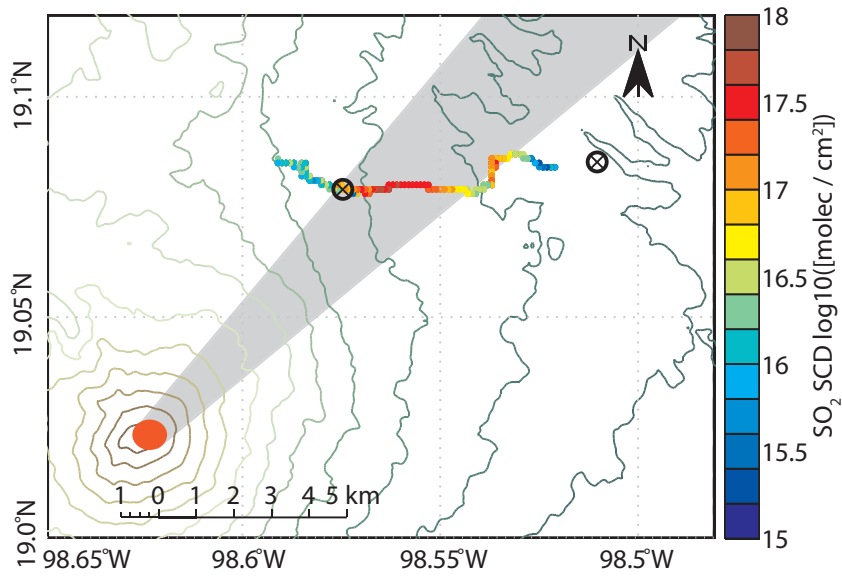 N
19.1°N
19.05°N
19.0°N
98.65°W
98.6°W
98.55°W
98.5°W
1 0 1 2 3 4 5 km
18
17.5
17
16.5
16
15.5
15
SO₂ SCD log10([molec / cm²])